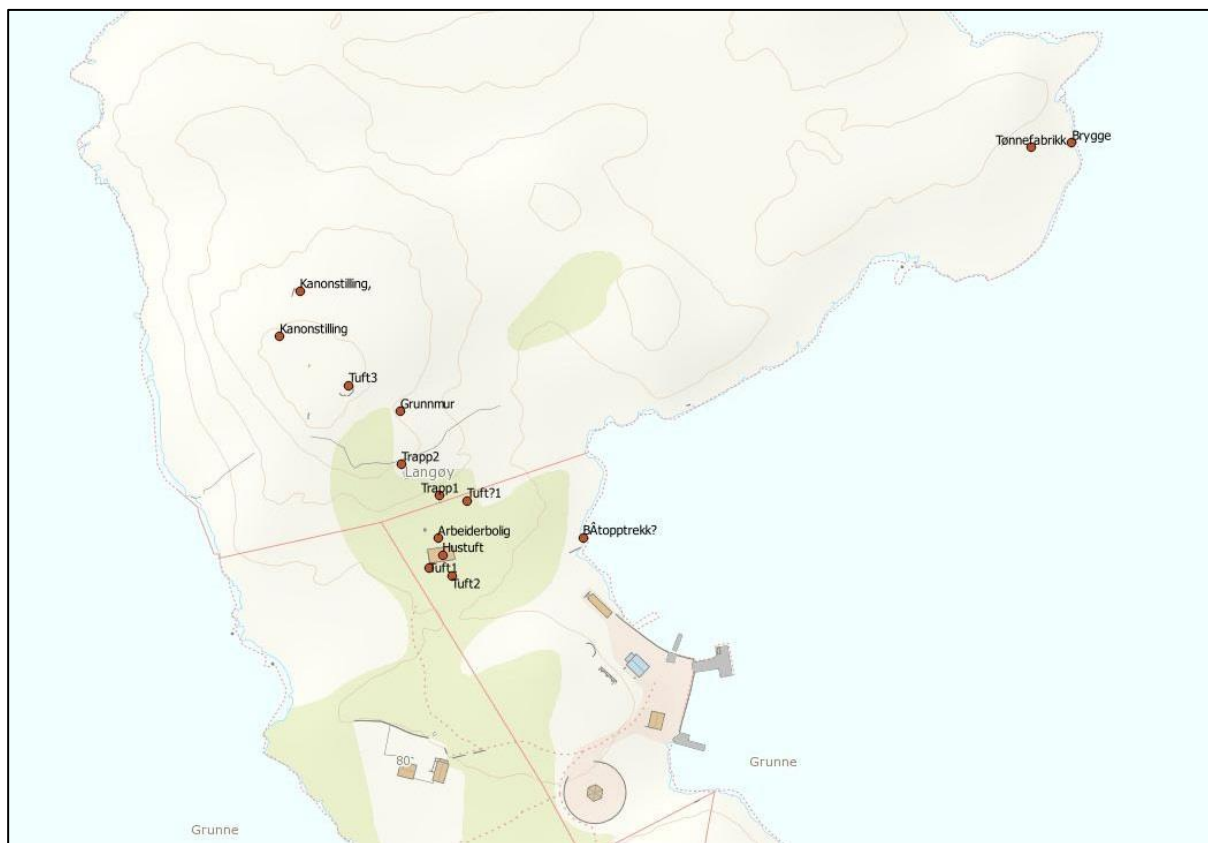 Brygge
Tønnefabrikk
Kanonstilling,
Kanonstilling
Tuft3
Grunnmur
Trapp2
Langøy
Trapp1
Tuft?1
Arbeiderbolig
BÅtopptrekk?
Hustuft
Tuft1
Tuft2
80
Grunne
Grunne